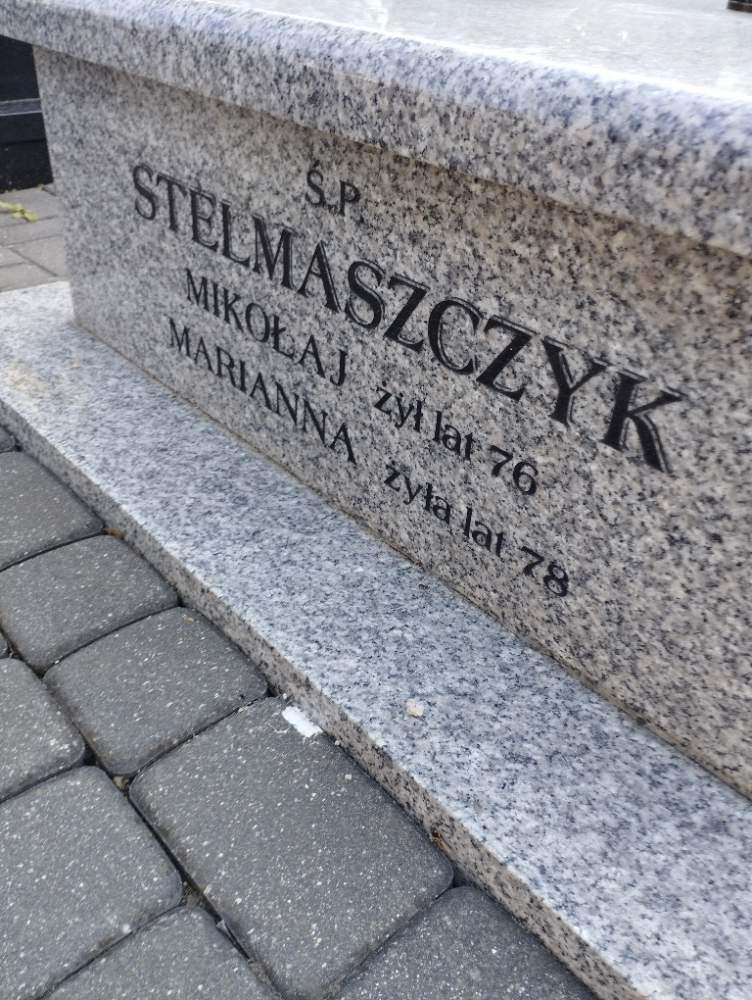 Ś.P.
STELMASZCZYK
MIKOŁAJ żył lat 76
MARIANNA żyła lat 78